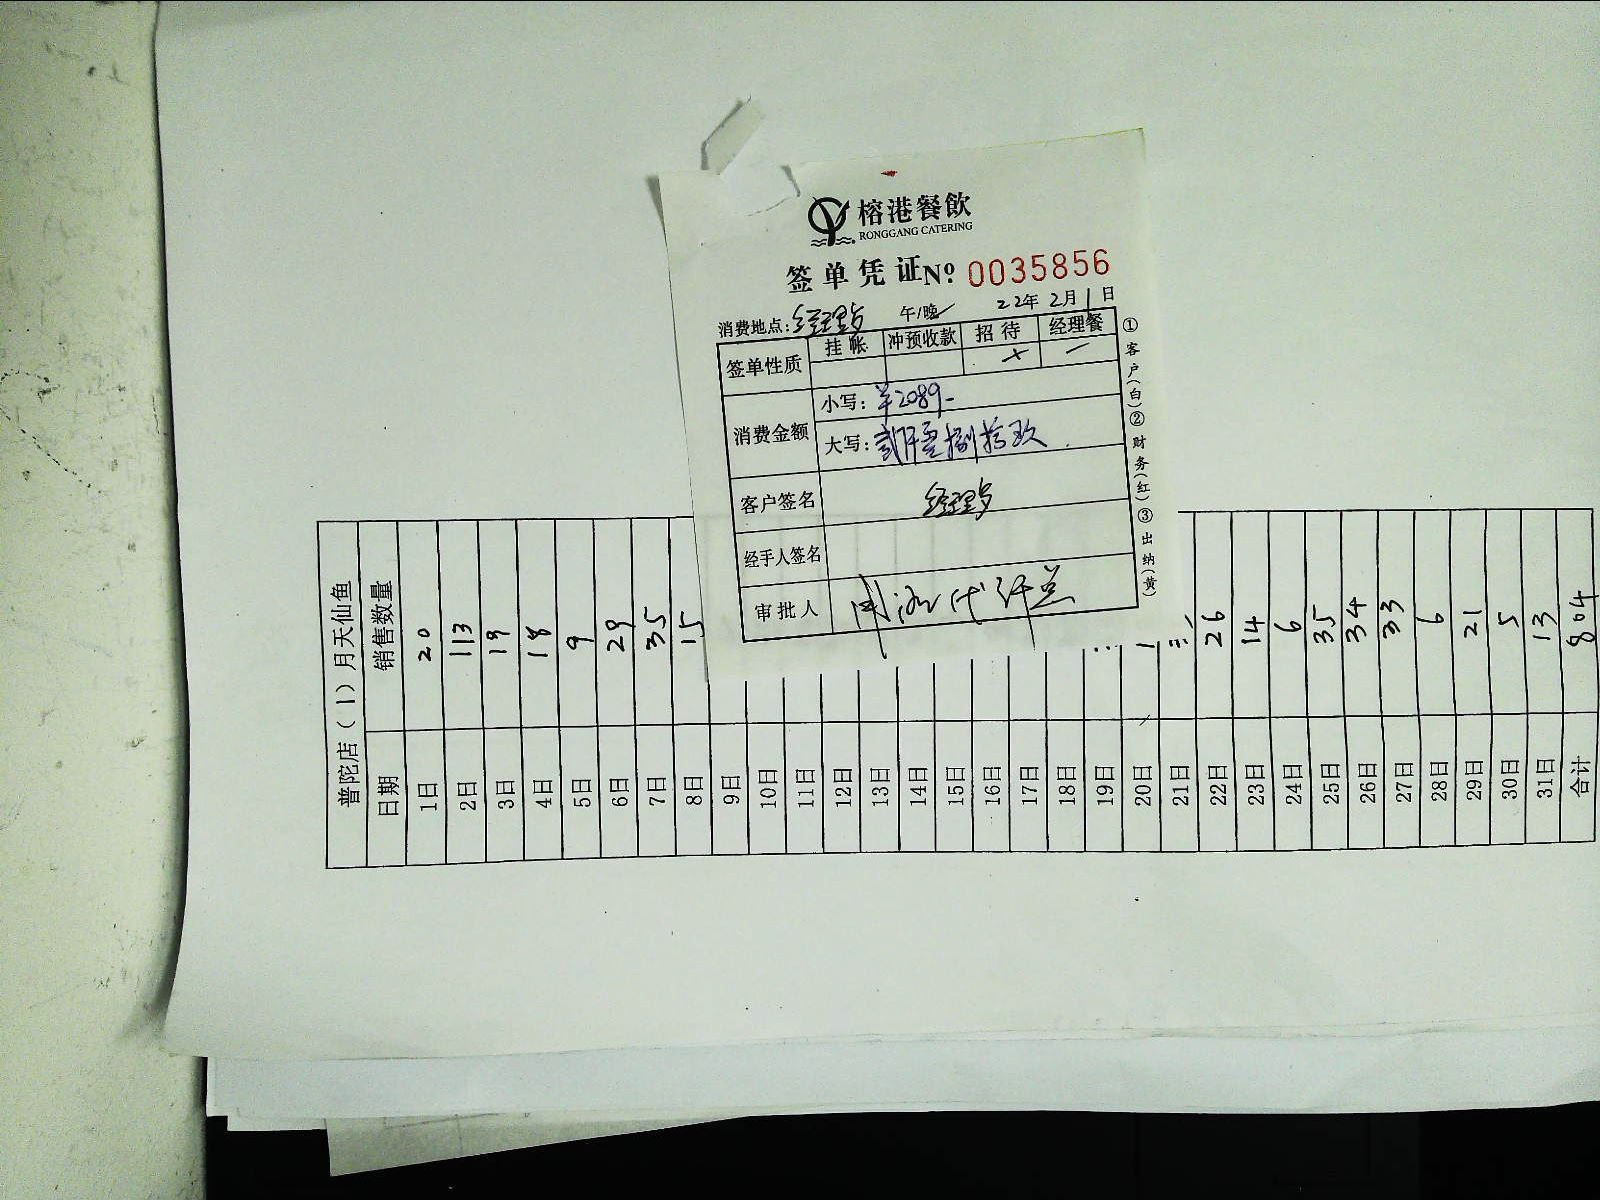 榕港餐飲
RONGGANG CATERING
签单凭证 Nº 0035856
消费地点: 午/晚 22年2月1日
签单性质 挂帐 冲预收款 招待 经理餐
消费金额 小写: ¥2089-
大写: 贰仟零捌拾玖
客户签名
经手人签名
审批人
①客户(白)②财务(红)③出纳(黄)
普陀店(1)月天仙鱼
日期 销售数量
1日 20
2日 113
3日 19
4日 18
5日 9
6日 29
7日 35
8日 15
9日
10日
11日
12日
13日
14日
15日
16日
17日
18日
19日
20日
21日
22日 26
23日 14
24日 6
25日 35
26日 34
27日 33
28日 6
29日 21
30日 5
31日 13
合计 804